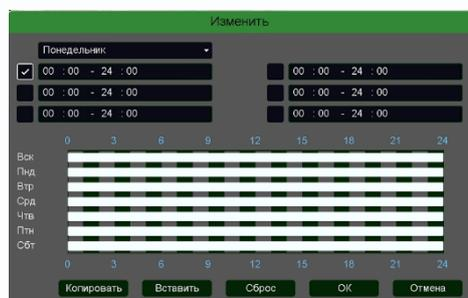 Изменить
Понедельник
00 : 00 - 24 : 00 00 : 00 - 24 : 00
00 : 00 - 24 : 00 00 : 00 - 24 : 00
00 : 00 - 24 : 00 00 : 00 - 24 : 00
0 3 6 9 12 15 18 21 24
Вск
Пнд
Втр
Срд
Чтв
Птн
Сбт
0 3 6 9 12 15 18 21 24
Копировать Вставить Сброс ОК Отмена